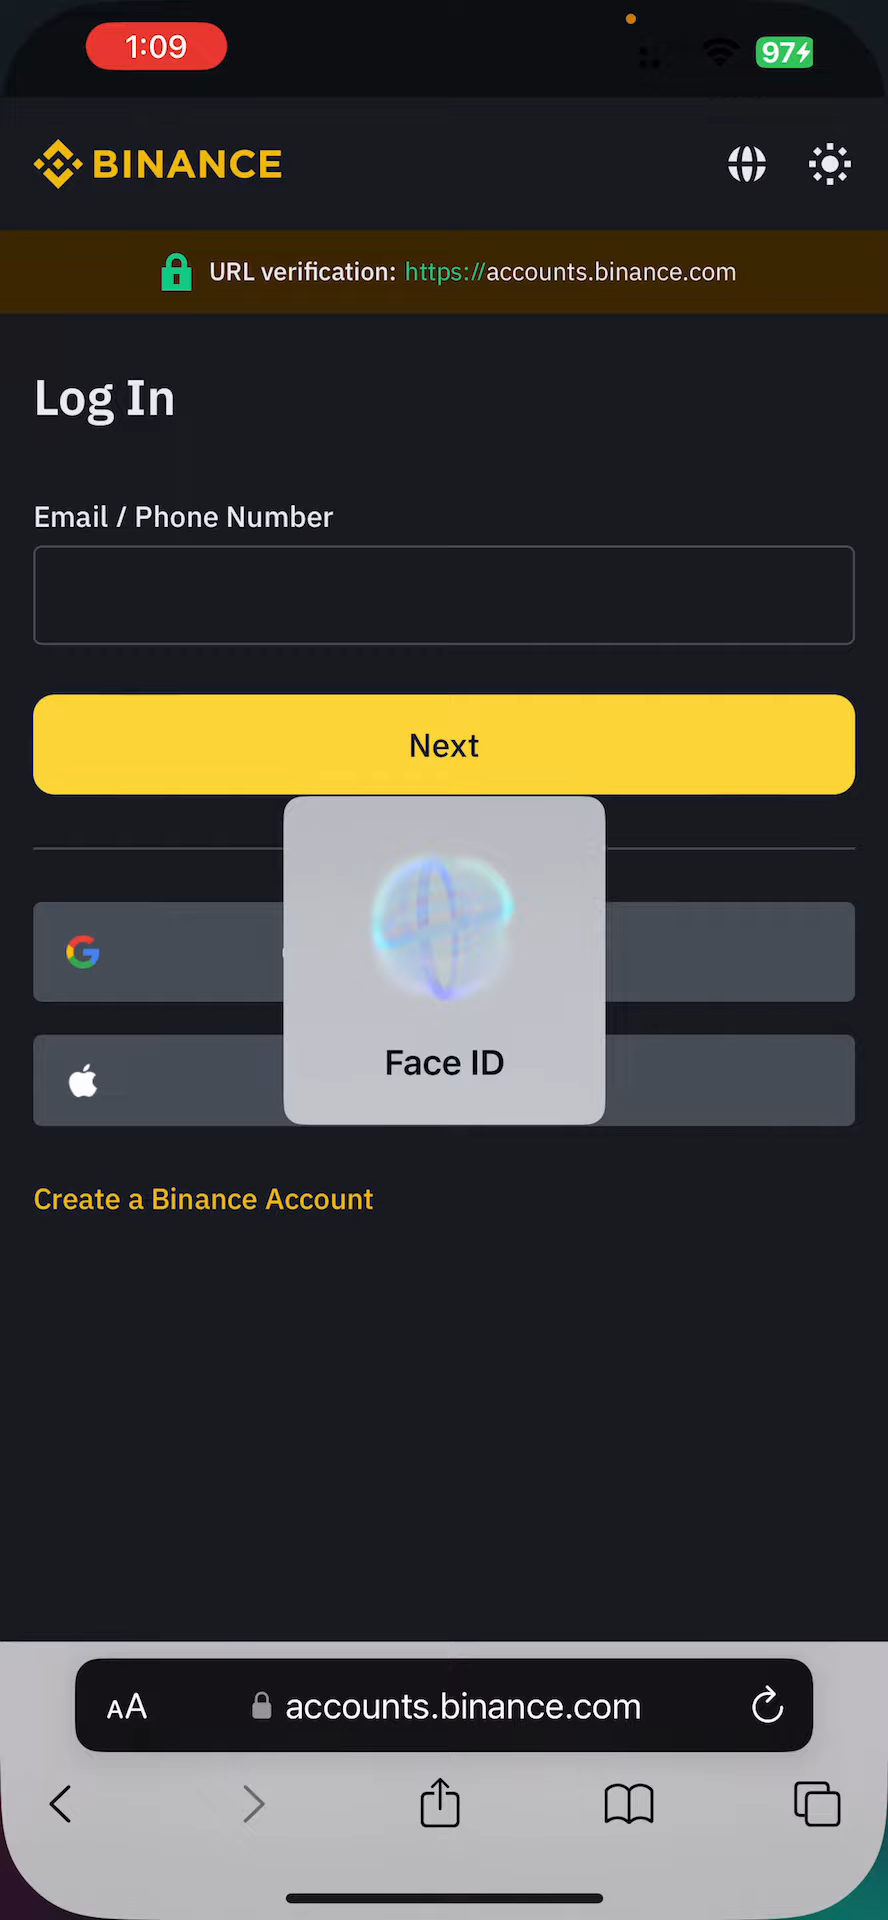 1:09
97
BINANCE
URL verification: https://accounts.binance.com
Log In
Email / Phone Number
Next
Face ID
Create a Binance Account
AA
accounts.binance.com